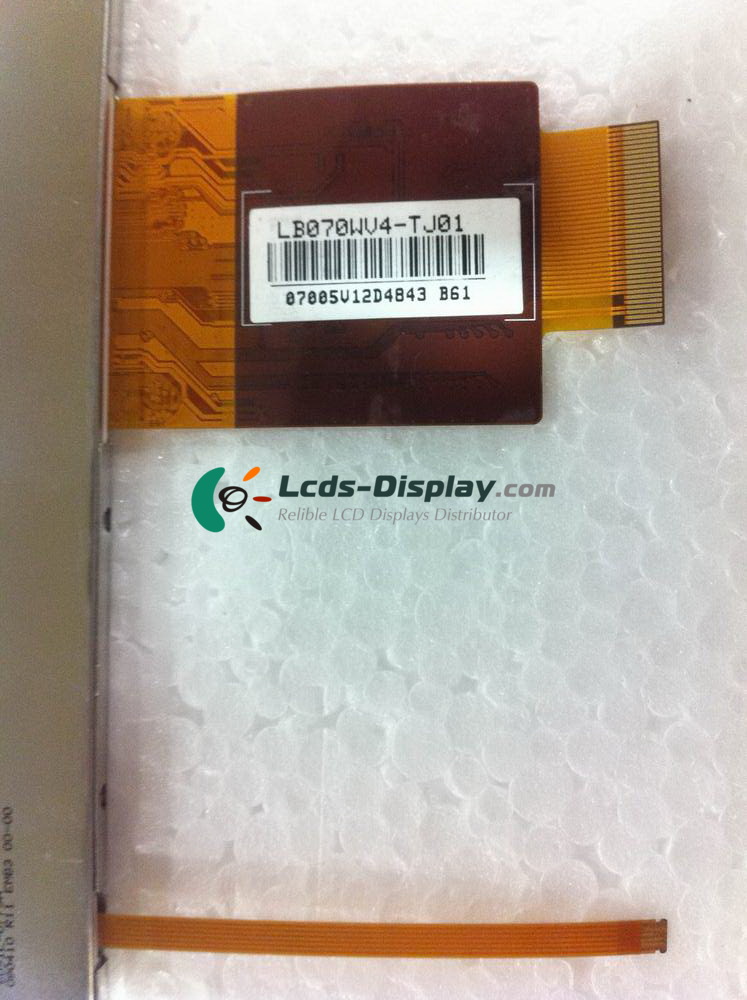 LB070WV4-TJ01
07005V12D4843 B61
Lcds-Display.com
Relible LCD Displays Distributor